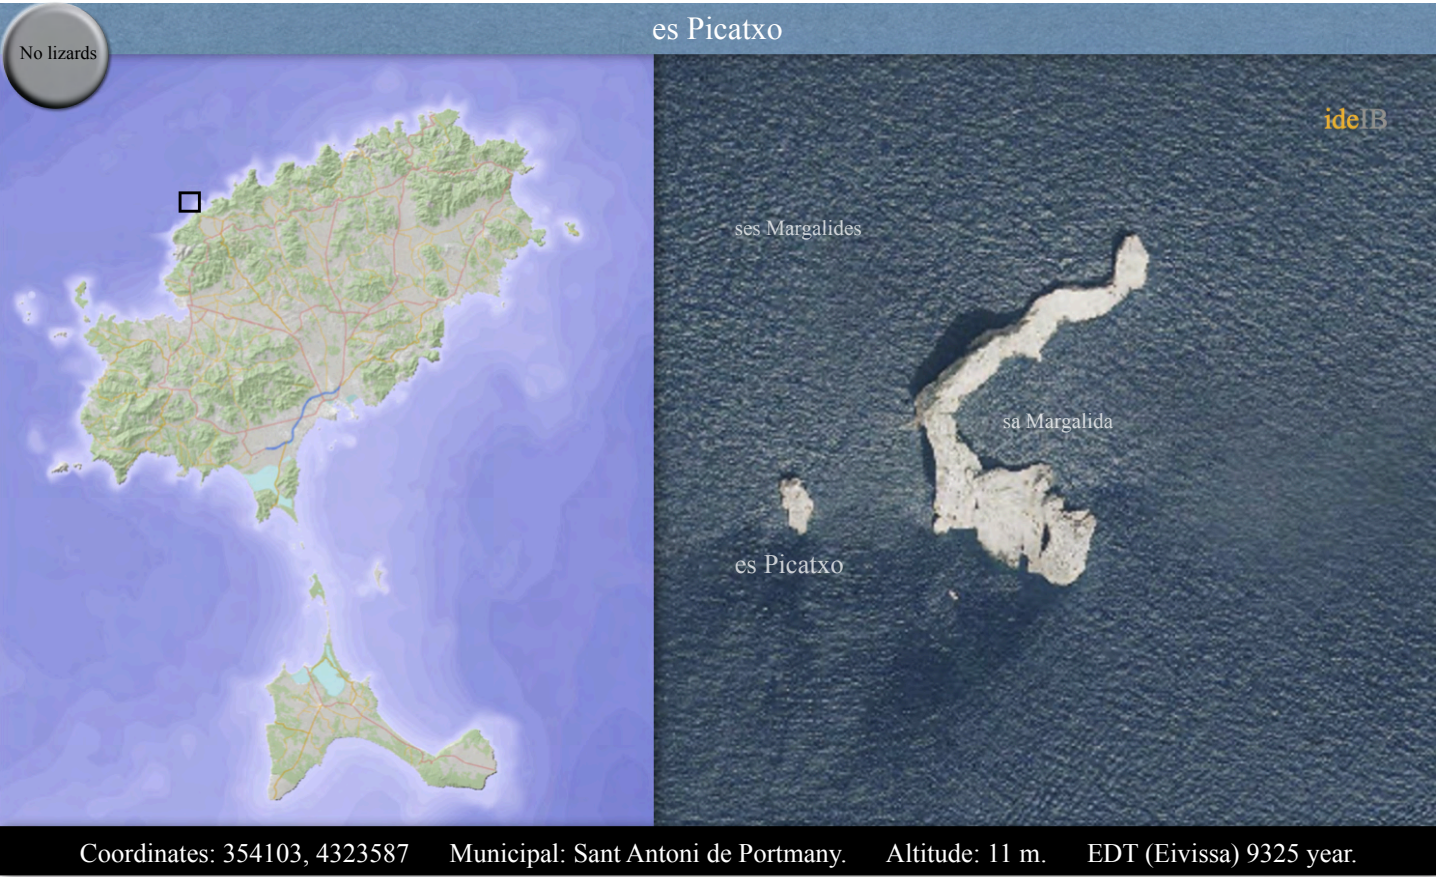 es Picatxo
No lizards
ideIB
ses Margalides
sa Margalida
es Picatxo
Coordinates: 354103, 4323587 Municipal: Sant Antoni de Portmany. Altitude: 11 m. EDT (Eivissa) 9325 year.